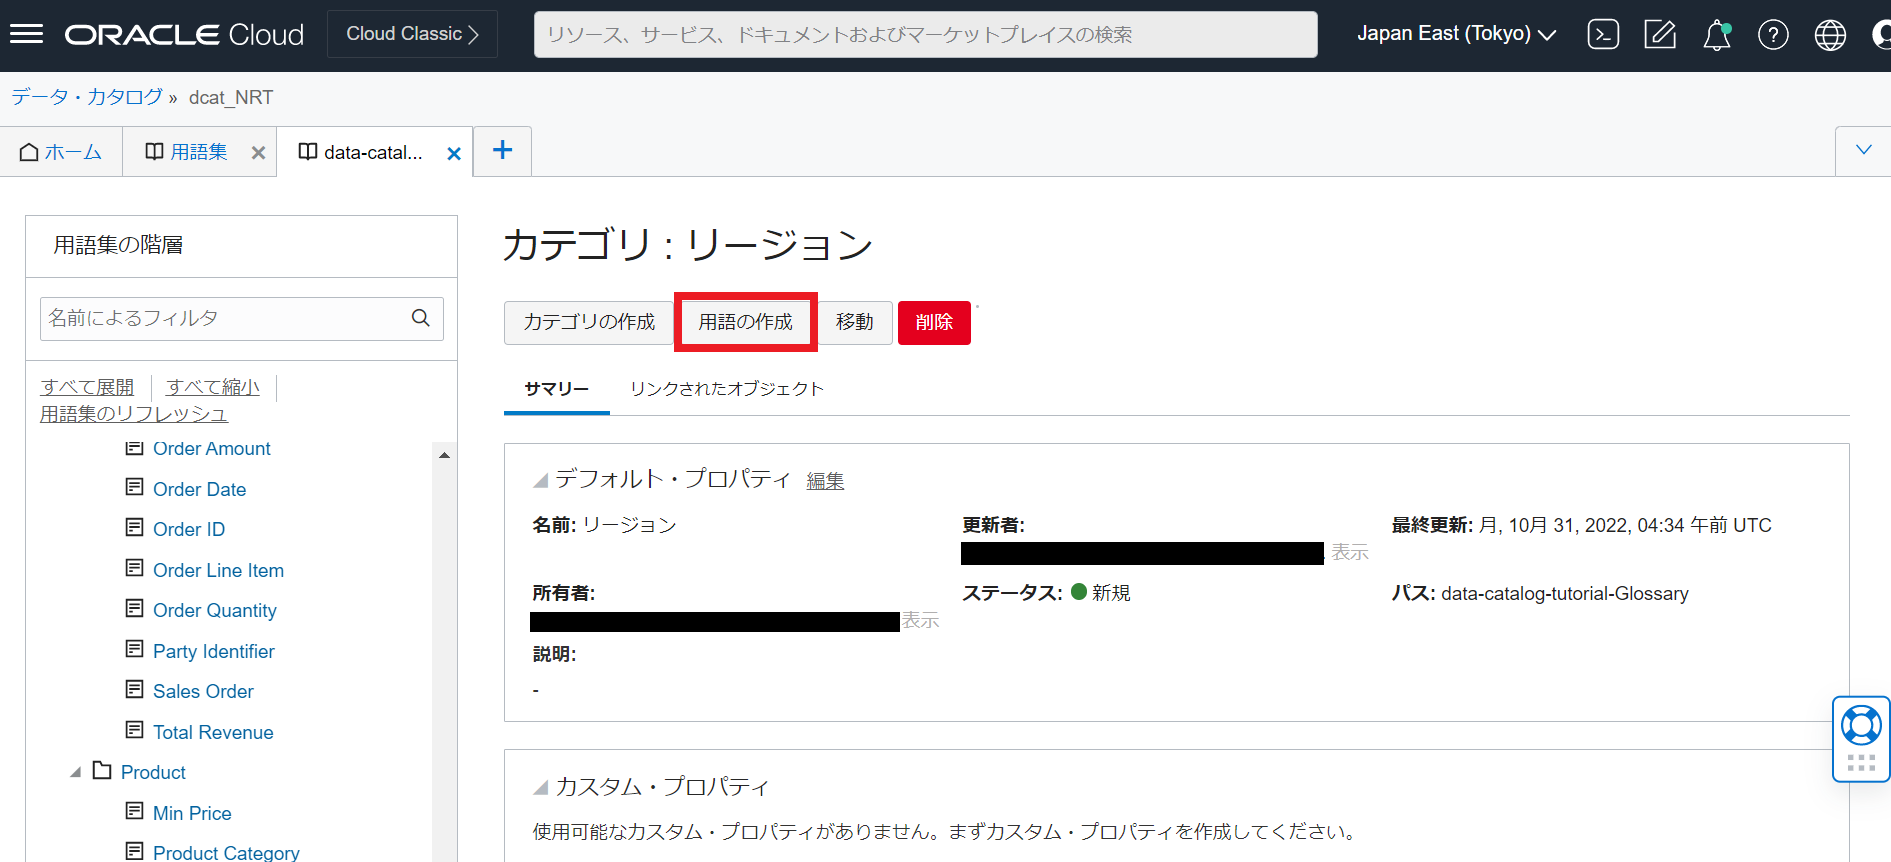 ORACLE Cloud
Cloud Classic
リソース、サービス、ドキュメントおよびマーケットプレイスの検索
Japan East (Tokyo)
データ・カタログ » dcat_NRT
ホーム
用語集
data-catal...
用語集の階層
名前によるフィルタ
すべて展開
すべて縮小
用語集のリフレッシュ
Order Amount
Order Date
Order ID
Order Line Item
Order Quantity
Party Identifier
Sales Order
Total Revenue
Product
Min Price
Product Category
カテゴリ : リージョン
カテゴリの作成
用語の作成
移動
削除
サマリー
リンクされたオブジェクト
デフォルト・プロパティ 編集
名前: リージョン
更新者:
表示
最終更新: 月, 10月 31, 2022, 04:34 午前 UTC
所有者:
表示
ステータス: 新規
パス: data-catalog-tutorial-Glossary
説明:
-
カスタム・プロパティ
使用可能なカスタム・プロパティがありません。まずカスタム・プロパティを作成してください。